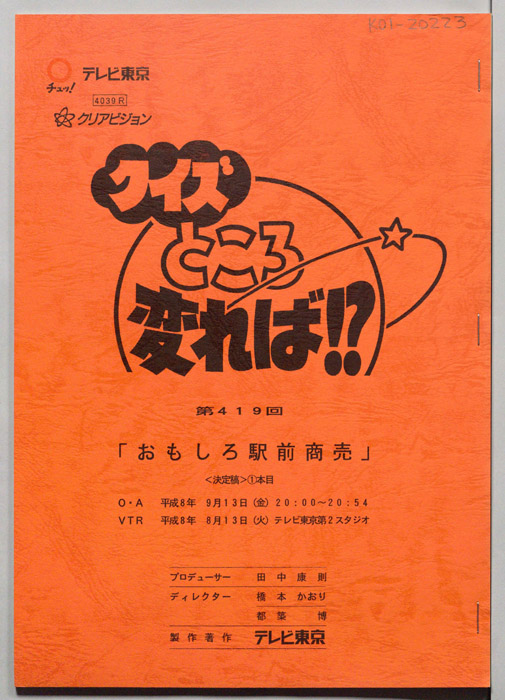 K01-20223
テレビ東京
チュッ!
4039R
クリアビジョン
クイズ
ところ
変れば!?
第419回
「おもしろ駅前商売」
<決定稿>①本目
O・A 平成8年 9月13日(金) 20:00〜20:54
VTR 平成8年 8月13日(火) テレビ東京第2スタジオ
プロデューサー 田中康則
ディレクター 橋本かおり
都築博
製作著作 テレビ東京